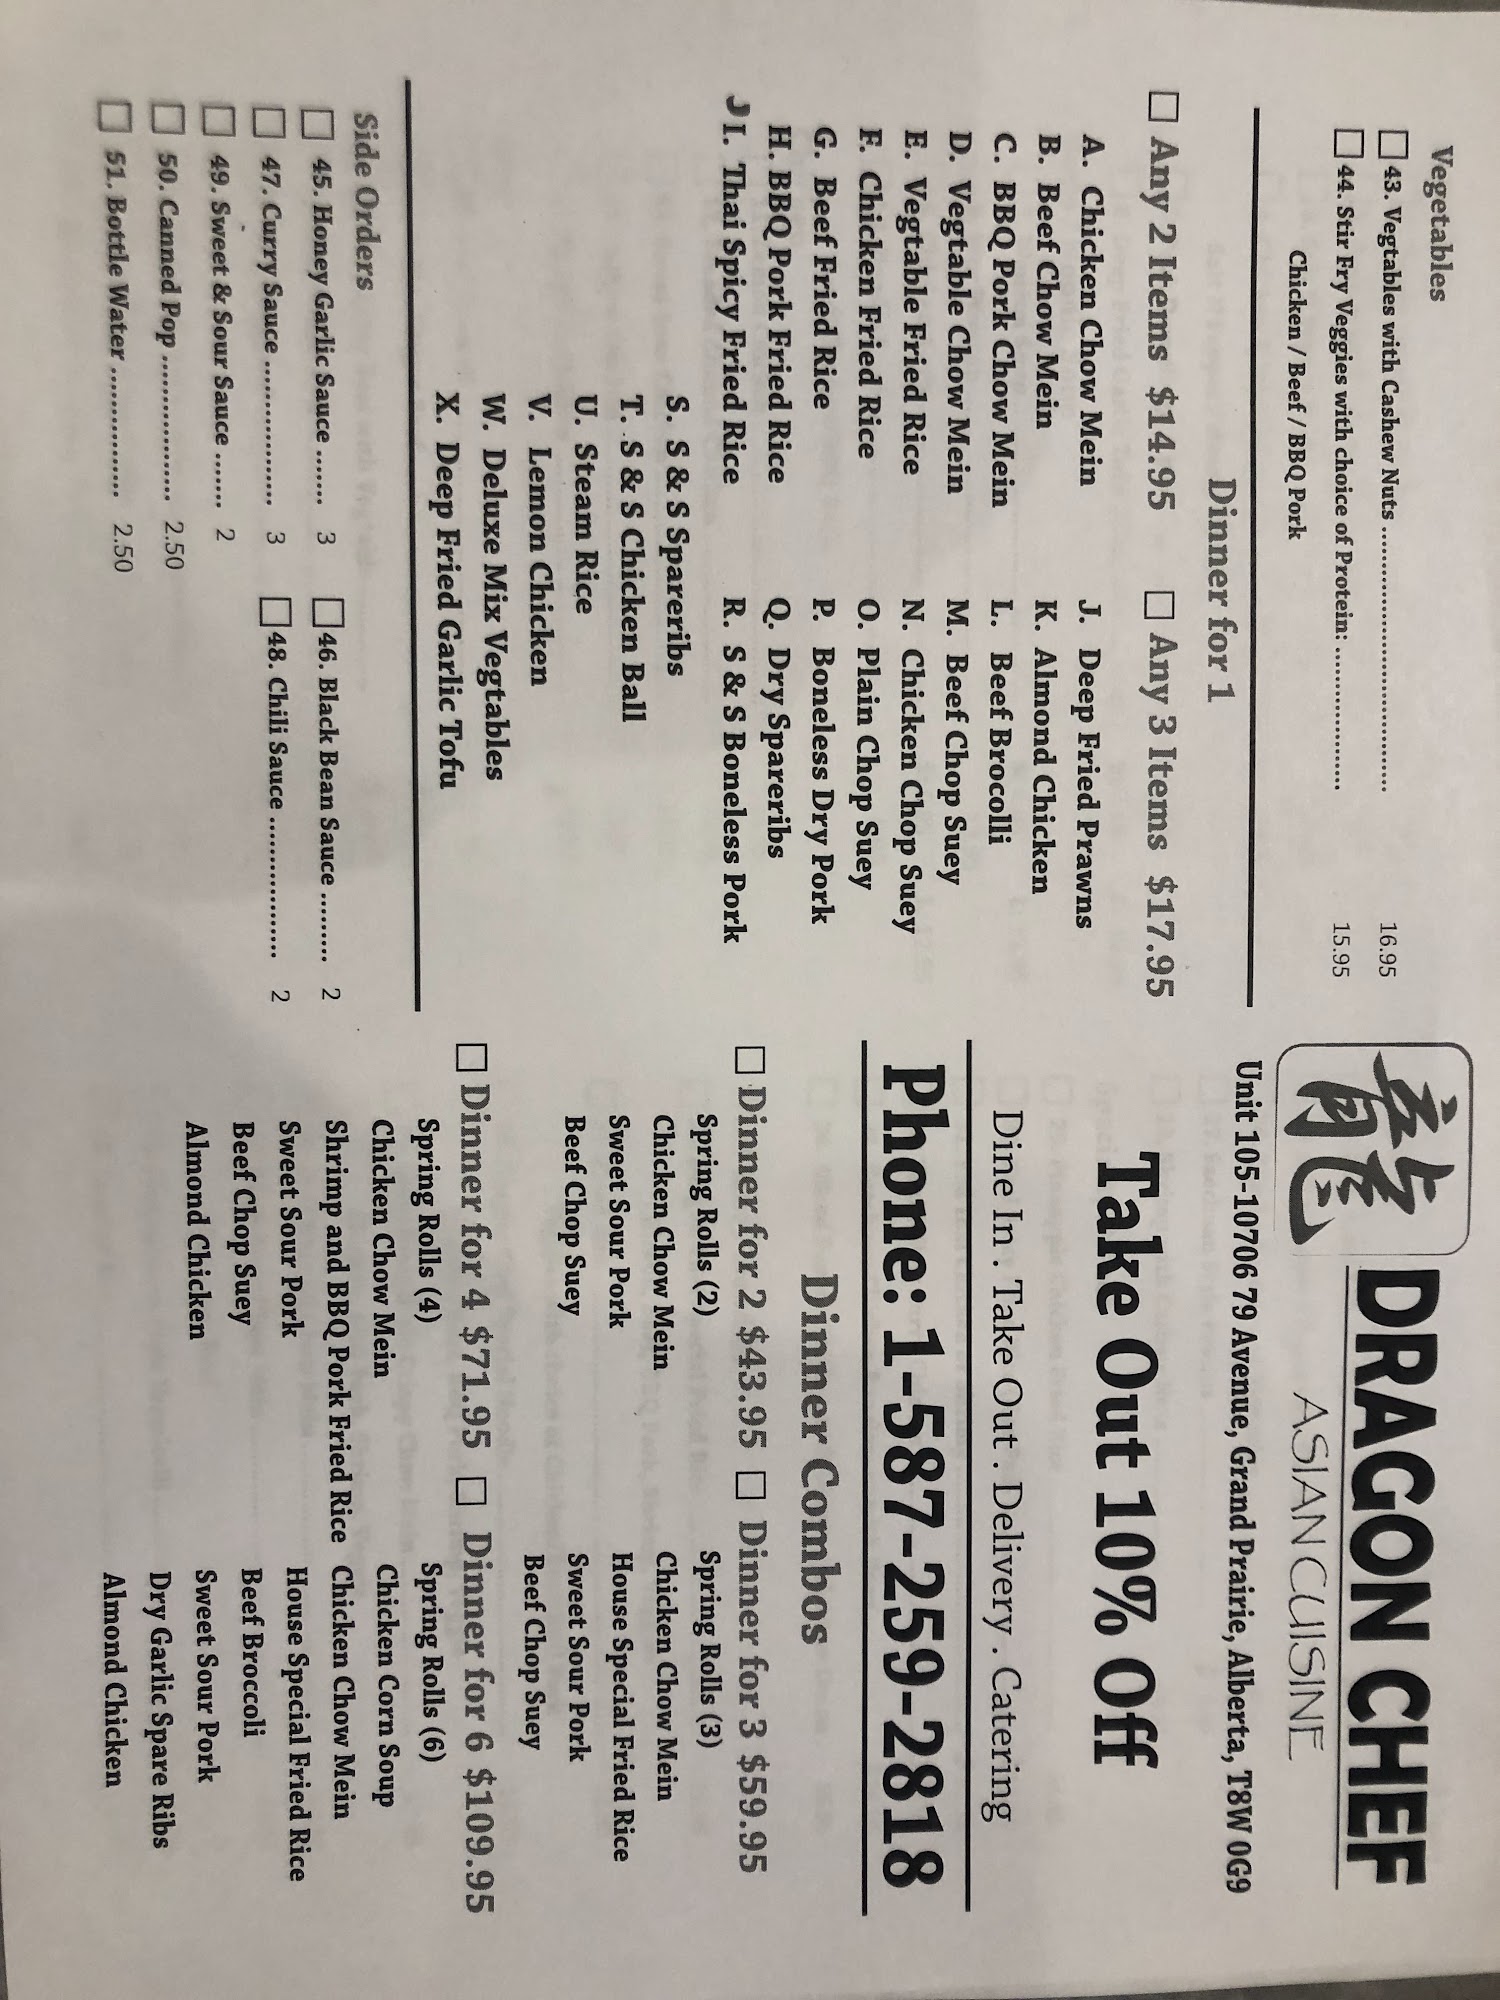 Vegetables
43. Vegtables with Cashew Nuts ........................................ 16.95
44. Stir Fry Veggies with choice of Protein: ...................... 15.95
Chicken / Beef / BBQ Pork
Dinner for 1
Any 2 Items $14.95 Any 3 Items $17.95
A. Chicken Chow Mein
B. Beef Chow Mein
C. BBQ Pork Chow Mein
D. Vegtable Chow Mein
E. Vegtable Fried Rice
F. Chicken Fried Rice
G. Beef Fried Rice
H. BBQ Pork Fried Rice
I. Thai Spicy Fried Rice
J. Deep Fried Prawns
K. Almond Chicken
L. Beef Brocolli
M. Beef Chop Suey
N. Chicken Chop Suey
O. Plain Chop Suey
P. Boneless Dry Pork
Q. Dry Spareribs
R. S & S Boneless Pork
S. S & S Spareribs
T. S & S Chicken Ball
U. Steam Rice
V. Lemon Chicken
W. Deluxe Mix Vegtables
X. Deep Fried Garlic Tofu
Side Orders
45. Honey Garlic Sauce ....... 3 46. Black Bean Sauce ......... 2
47. Curry Sauce ................. 3 48. Chili Sauce ................. 2
49. Sweet & Sour Sauce ....... 2
50. Canned Pop ................. 2.50
51. Bottle Water ................ 2.50
龍
DRAGON CHEF
ASIAN CUISINE
Unit 105-10706 79 Avenue, Grand Prairie, Alberta, T8W 0G9
Take Out 10% Off
Dine In . Take Out . Delivery . Catering
Phone: 1-587-259-2818
Dinner Combos
Dinner for 2 $43.95
Spring Rolls (2)
Chicken Chow Mein
Sweet Sour Pork
Beef Chop Suey
Dinner for 3 $59.95
Spring Rolls (3)
Chicken Chow Mein
House Special Fried Rice
Sweet Sour Pork
Beef Chop Suey
Dinner for 4 $71.95
Spring Rolls (4)
Chicken Chow Mein
Shrimp and BBQ Pork Fried Rice
Sweet Sour Pork
Beef Chop Suey
Almond Chicken
Dinner for 6 $109.95
Spring Rolls (6)
Chicken Corn Soup
Chicken Chow Mein
House Special Fried Rice
Beef Broccoli
Sweet Sour Pork
Dry Garlic Spare Ribs
Almond Chicken